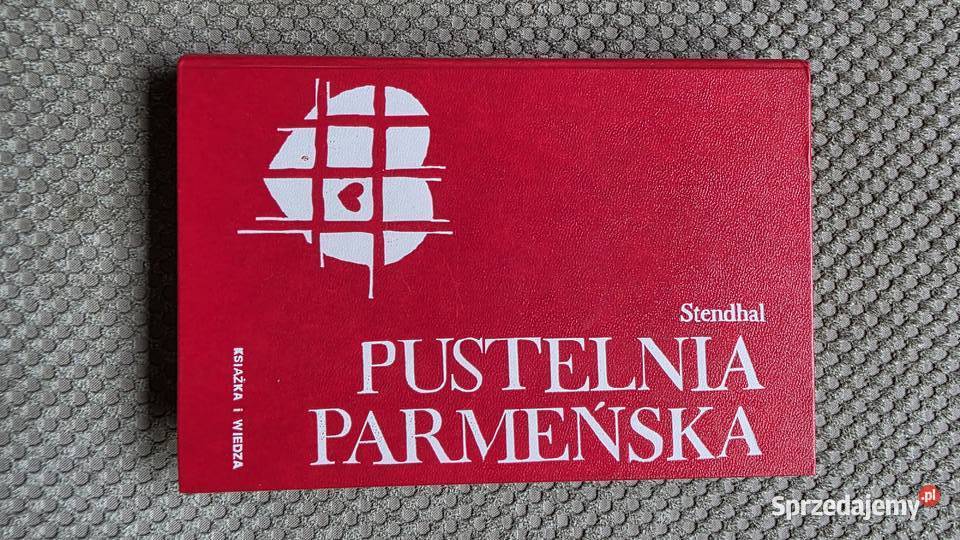 Stendhal
PUSTELNIA
PARMEŃSKA
KSIĄŻKA i WIEDZA
Sprzedajemy.pl